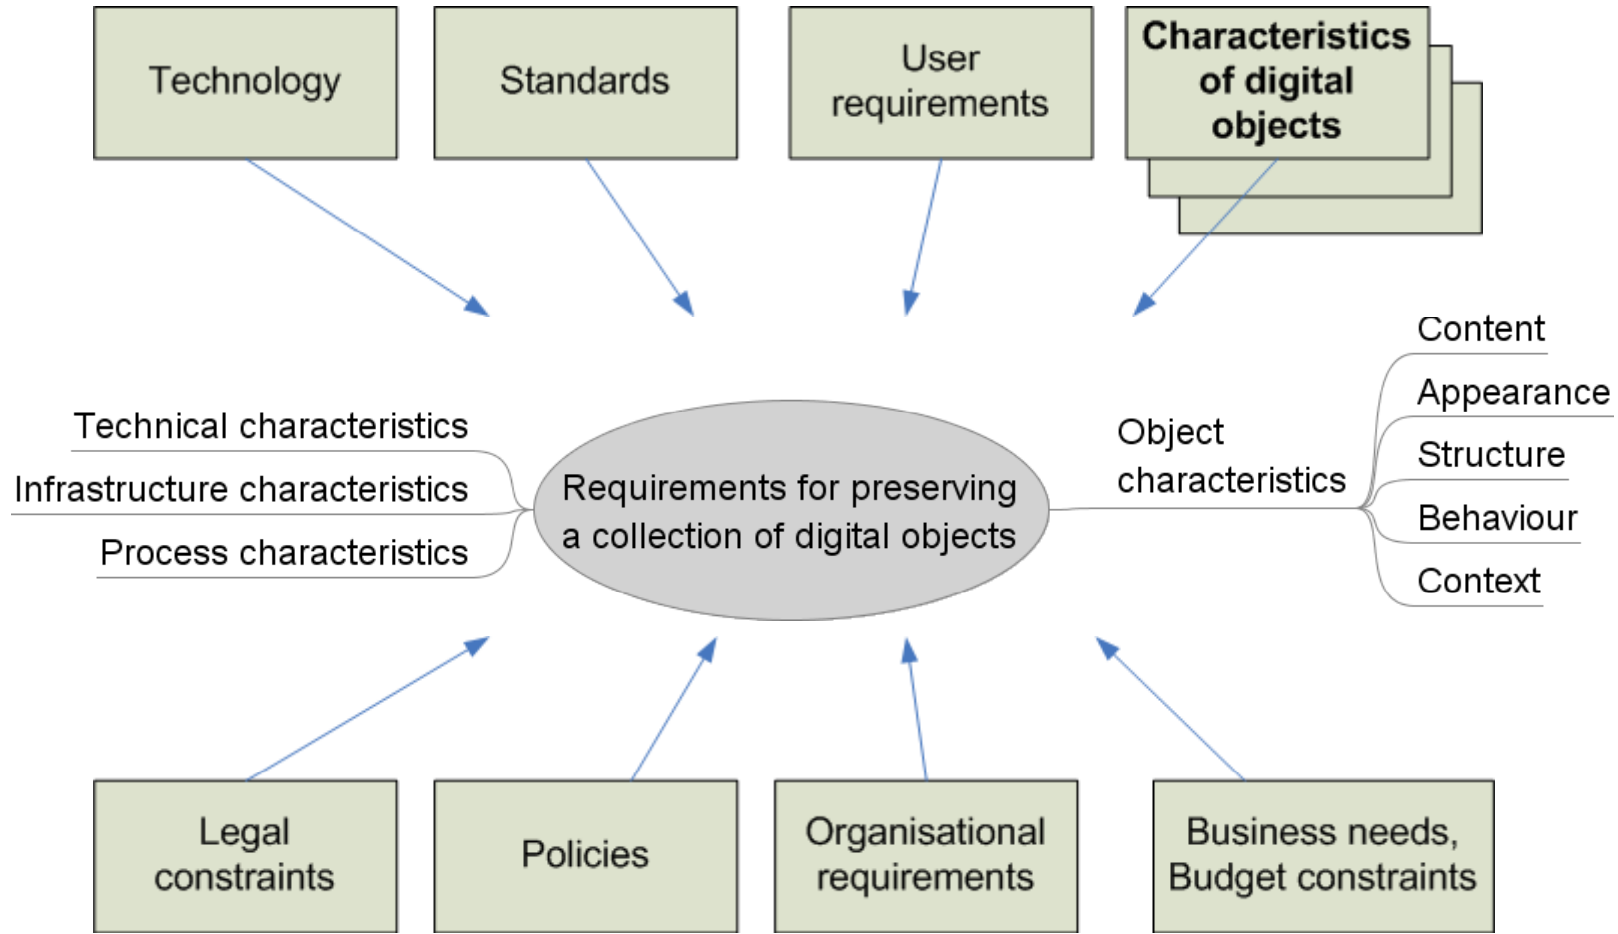 Technology
Standards
User
requirements
Characteristics
of digital
objects
Technical characteristics
Infrastructure characteristics
Process characteristics
Requirements for preserving
a collection of digital objects
Object
characteristics
Content
Appearance
Structure
Behaviour
Context
Legal
constraints
Policies
Organisational
requirements
Business needs,
Budget constraints